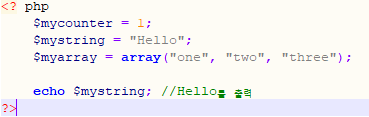 <? php
$mycounter = 1;
$mystring = "Hello";
$myarray = array("one", "two", "three");
echo $mystring; //Hello를 출력
?>